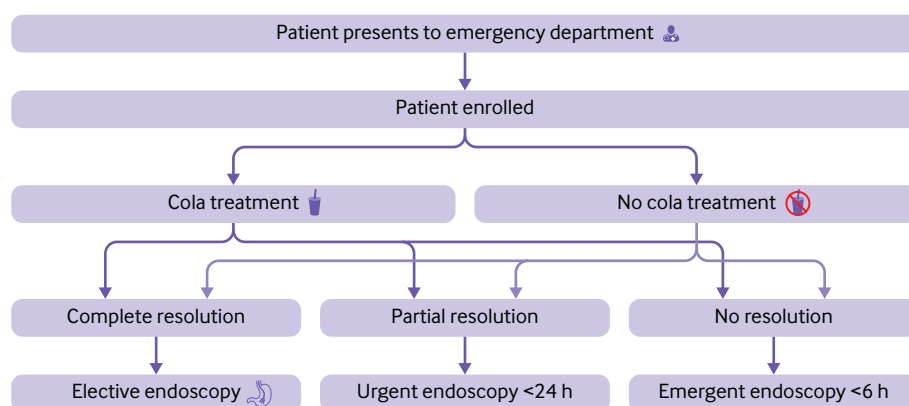 Patient presents to emergency department
Patient enrolled
Cola treatment
No cola treatment
Complete resolution
Partial resolution
No resolution
Elective endoscopy
Urgent endoscopy <24 h
Emergent endoscopy <6 h